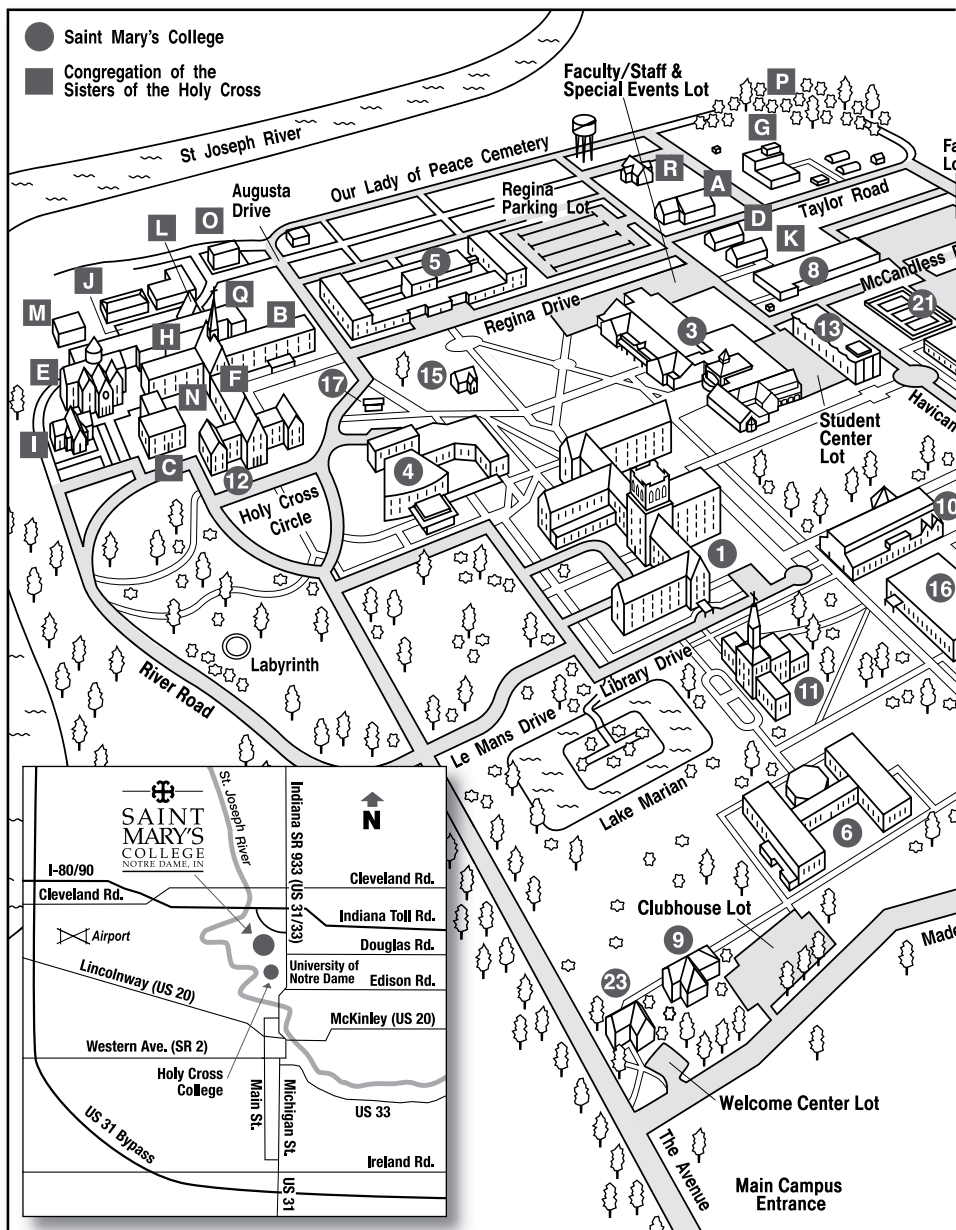 Saint Mary's College
Congregation of the
Sisters of the Holy Cross
St Joseph River
Faculty/Staff &
Special Events Lot
P
G
Our Lady of Peace Cemetery
Augusta
Drive
O
L
J
M
Q
B
H
E
F
N
I
C
12
17
5
Regina
Parking Lot
R
A
D
K
Taylor Road
8
McCandless
21
Regina Drive
3
13
15
Student
Center
Lot
Havican
4
Holy Cross
Circle
1
10
16
11
Labyrinth
River Road
Library Drive
Le Mans Drive
Lake Marian
6
Clubhouse Lot
9
23
Made
Welcome Center Lot
The Avenue
Main Campus
Entrance
SAINT
MARY'S
COLLEGE
NOTRE DAME, IN
St. Joseph River
Indiana SR 933 (US 31/33)
N
I-80/90
Cleveland Rd.
Cleveland Rd.
Indiana Toll Rd.
Airport
Douglas Rd.
University of
Notre Dame
Edison Rd.
Lincolnway (US 20)
McKinley (US 20)
Western Ave. (SR 2)
Holy Cross
College
Main St.
Michigan St.
US 33
US 31 Bypass
Ireland Rd.
US 31